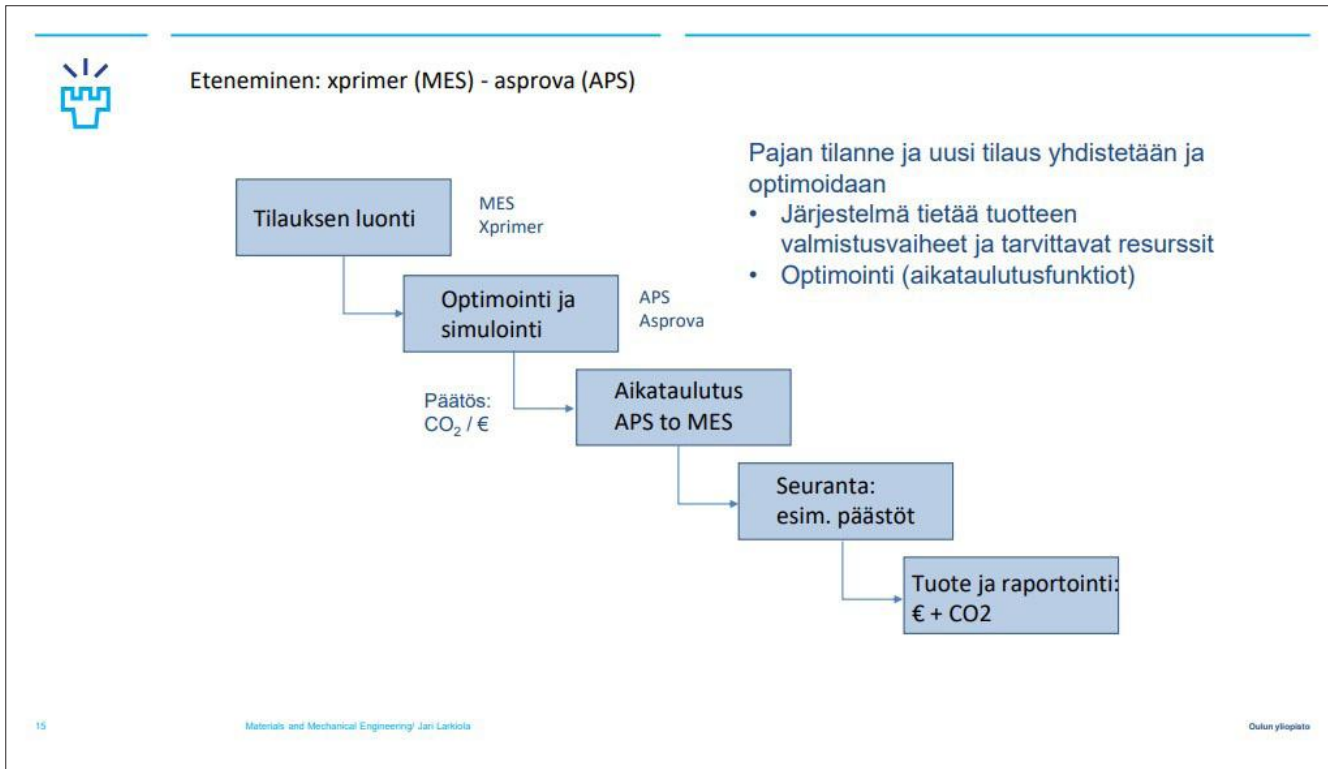 Eteneminen: xprimer (MES) - asprova (APS)
Pajan tilanne ja uusi tilaus yhdistetään ja
optimoidaan
• Järjestelmä tietää tuotteen
valmistusvaiheet ja tarvittavat resurssit
• Optimointi (aikataulutusfunktiot)
Tilauksen luonti
MES
Xprimer
Optimointi ja
simulointi
APS
Asprova
Päätös:
CO₂ / €
Aikataulutus
APS to MES
Seuranta:
esim. päästöt
Tuote ja raportointi:
€ + CO2
15
Materials and Mechanical Engineering/ Jari Larkiola
Oulun yliopisto